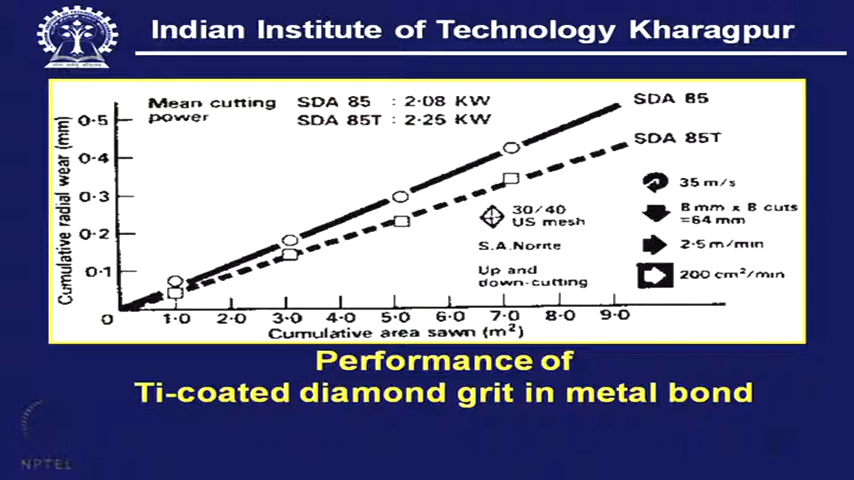 Indian Institute of Technology Kharagpur
Mean cutting SDA 85 : 2·08 KW
power SDA 85T : 2·25 KW
SDA 85
SDA 85T
0·5
0·4
0·3
0·2
0·1
0
Cumulative radial wear (mm)
35 m/s
30/40
US mesh
8 mm x 8 cuts
=64 mm
S.A.Norite
2·5 m/min
Up and
down-cutting
200 cm²/min
1·0 2·0 3·0 4·0 5·0 6·0 7·0 8·0 9·0
Cumulative area sawn (m²)
Performance of
Ti-coated diamond grit in metal bond
NPTEL